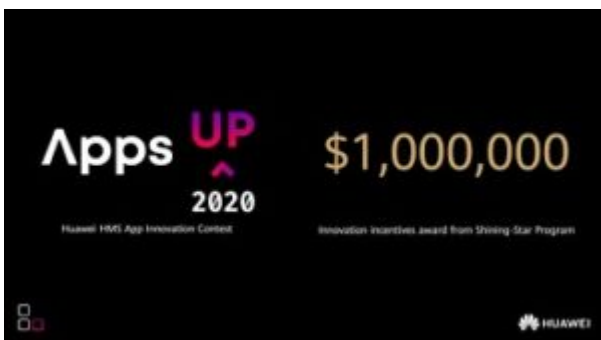 Apps UP
2020
Huawei HMS App Innovation Contest
$1,000,000
Innovation incentives award from Shining-Star Program
HUAWEI